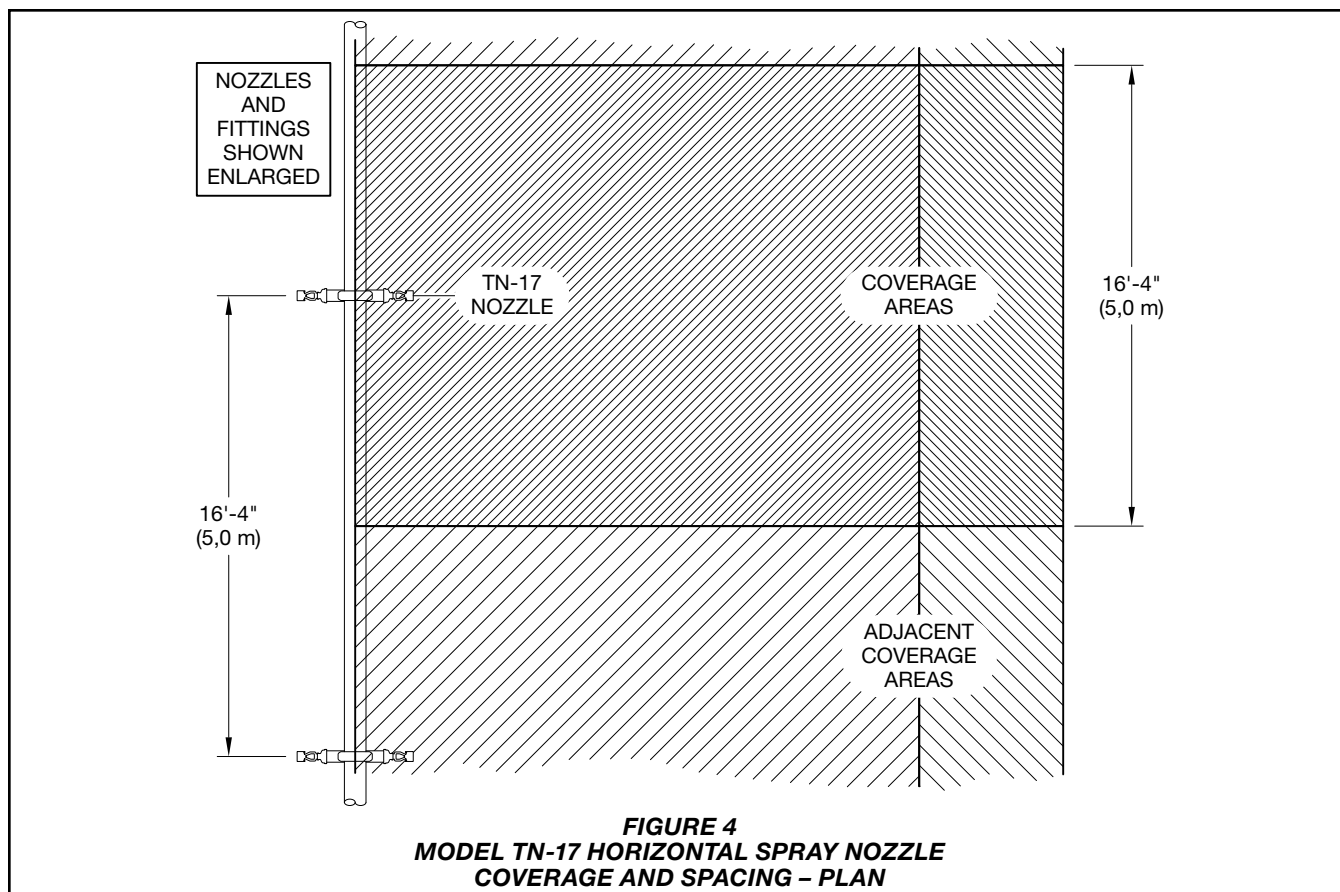 NOZZLES
AND
FITTINGS
SHOWN
ENLARGED
TN-17
NOZZLE
COVERAGE
AREAS
16'-4"
(5,0 m)
16'-4"
(5,0 m)
ADJACENT
COVERAGE
AREAS
FIGURE 4
MODEL TN-17 HORIZONTAL SPRAY NOZZLE
COVERAGE AND SPACING – PLAN